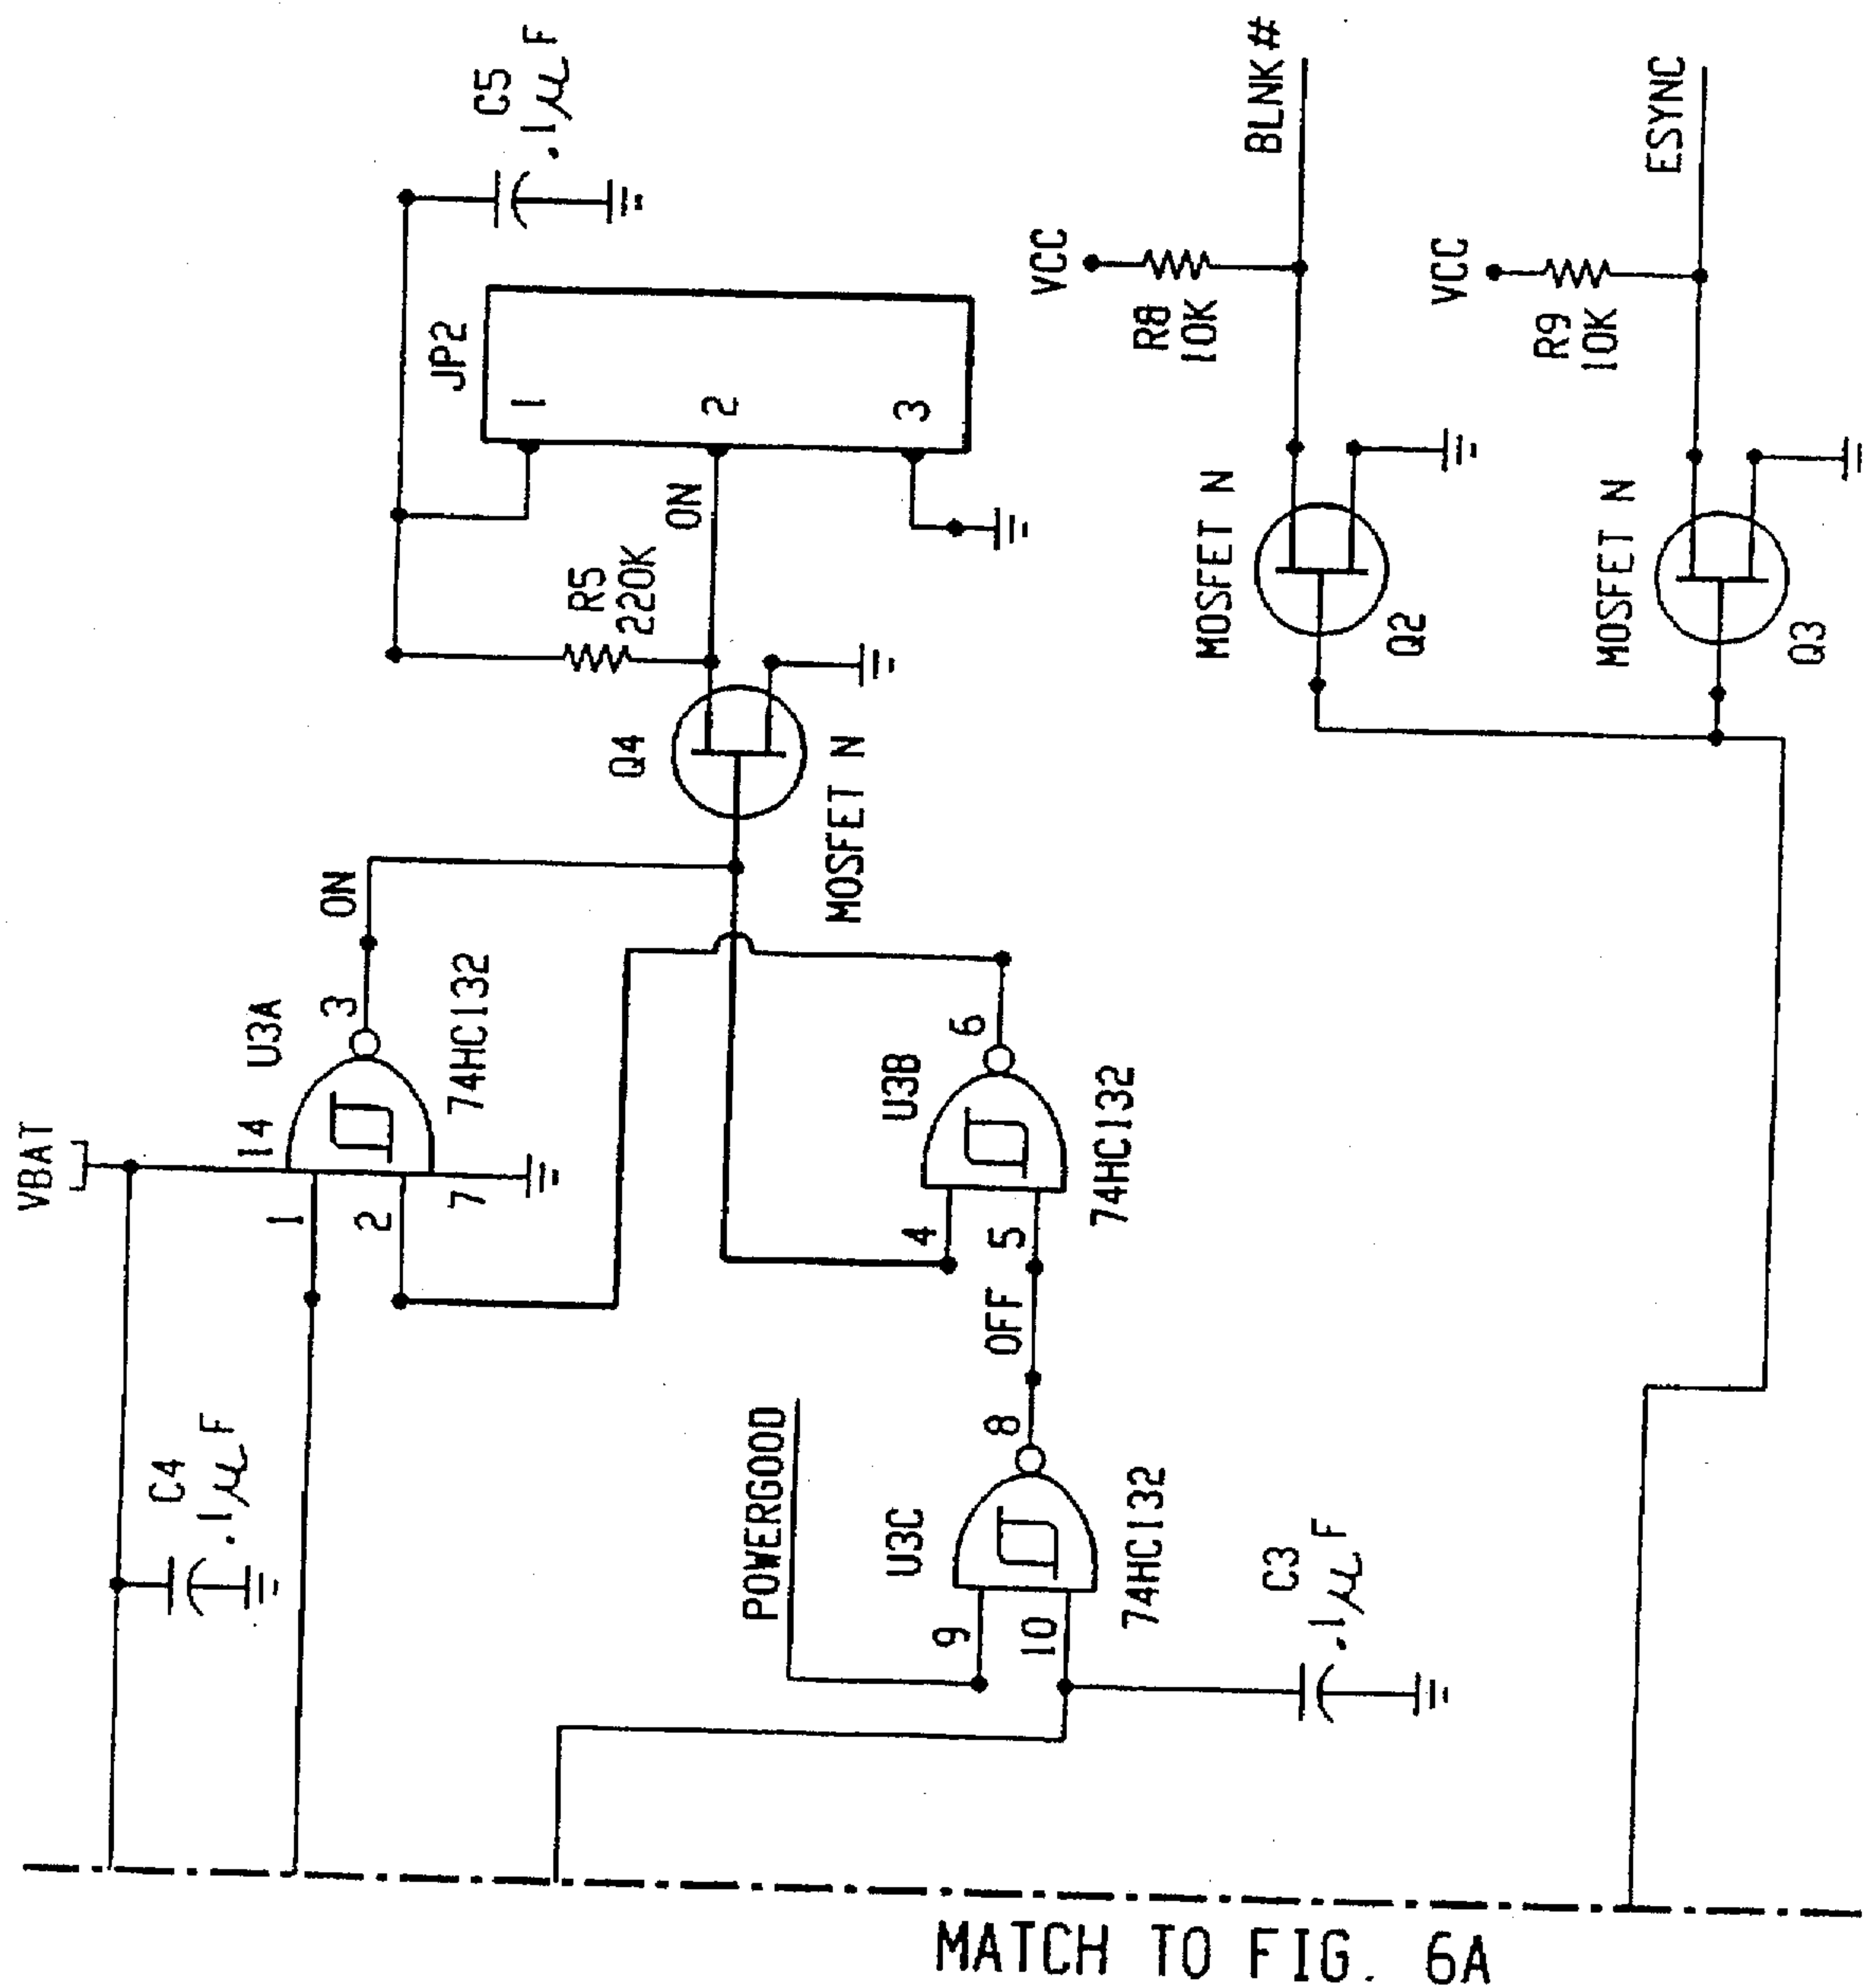 VBAT
C4
.1μF
14
U3A
1
2
3
7
74HC132
ON
POWERGOOD
9
10
8
U3C
74HC132
OFF
C3
.1μF
4
5
6
U3B
74HC132
Q4
MOSFET N
R5
220K
ON
JP2
1
2
3
C5
.1μF
MOSFET N
Q2
VCC
R8
10K
BLNK#
MOSFET N
Q3
VCC
R9
10K
ESYNC
MATCH TO FIG. 6A